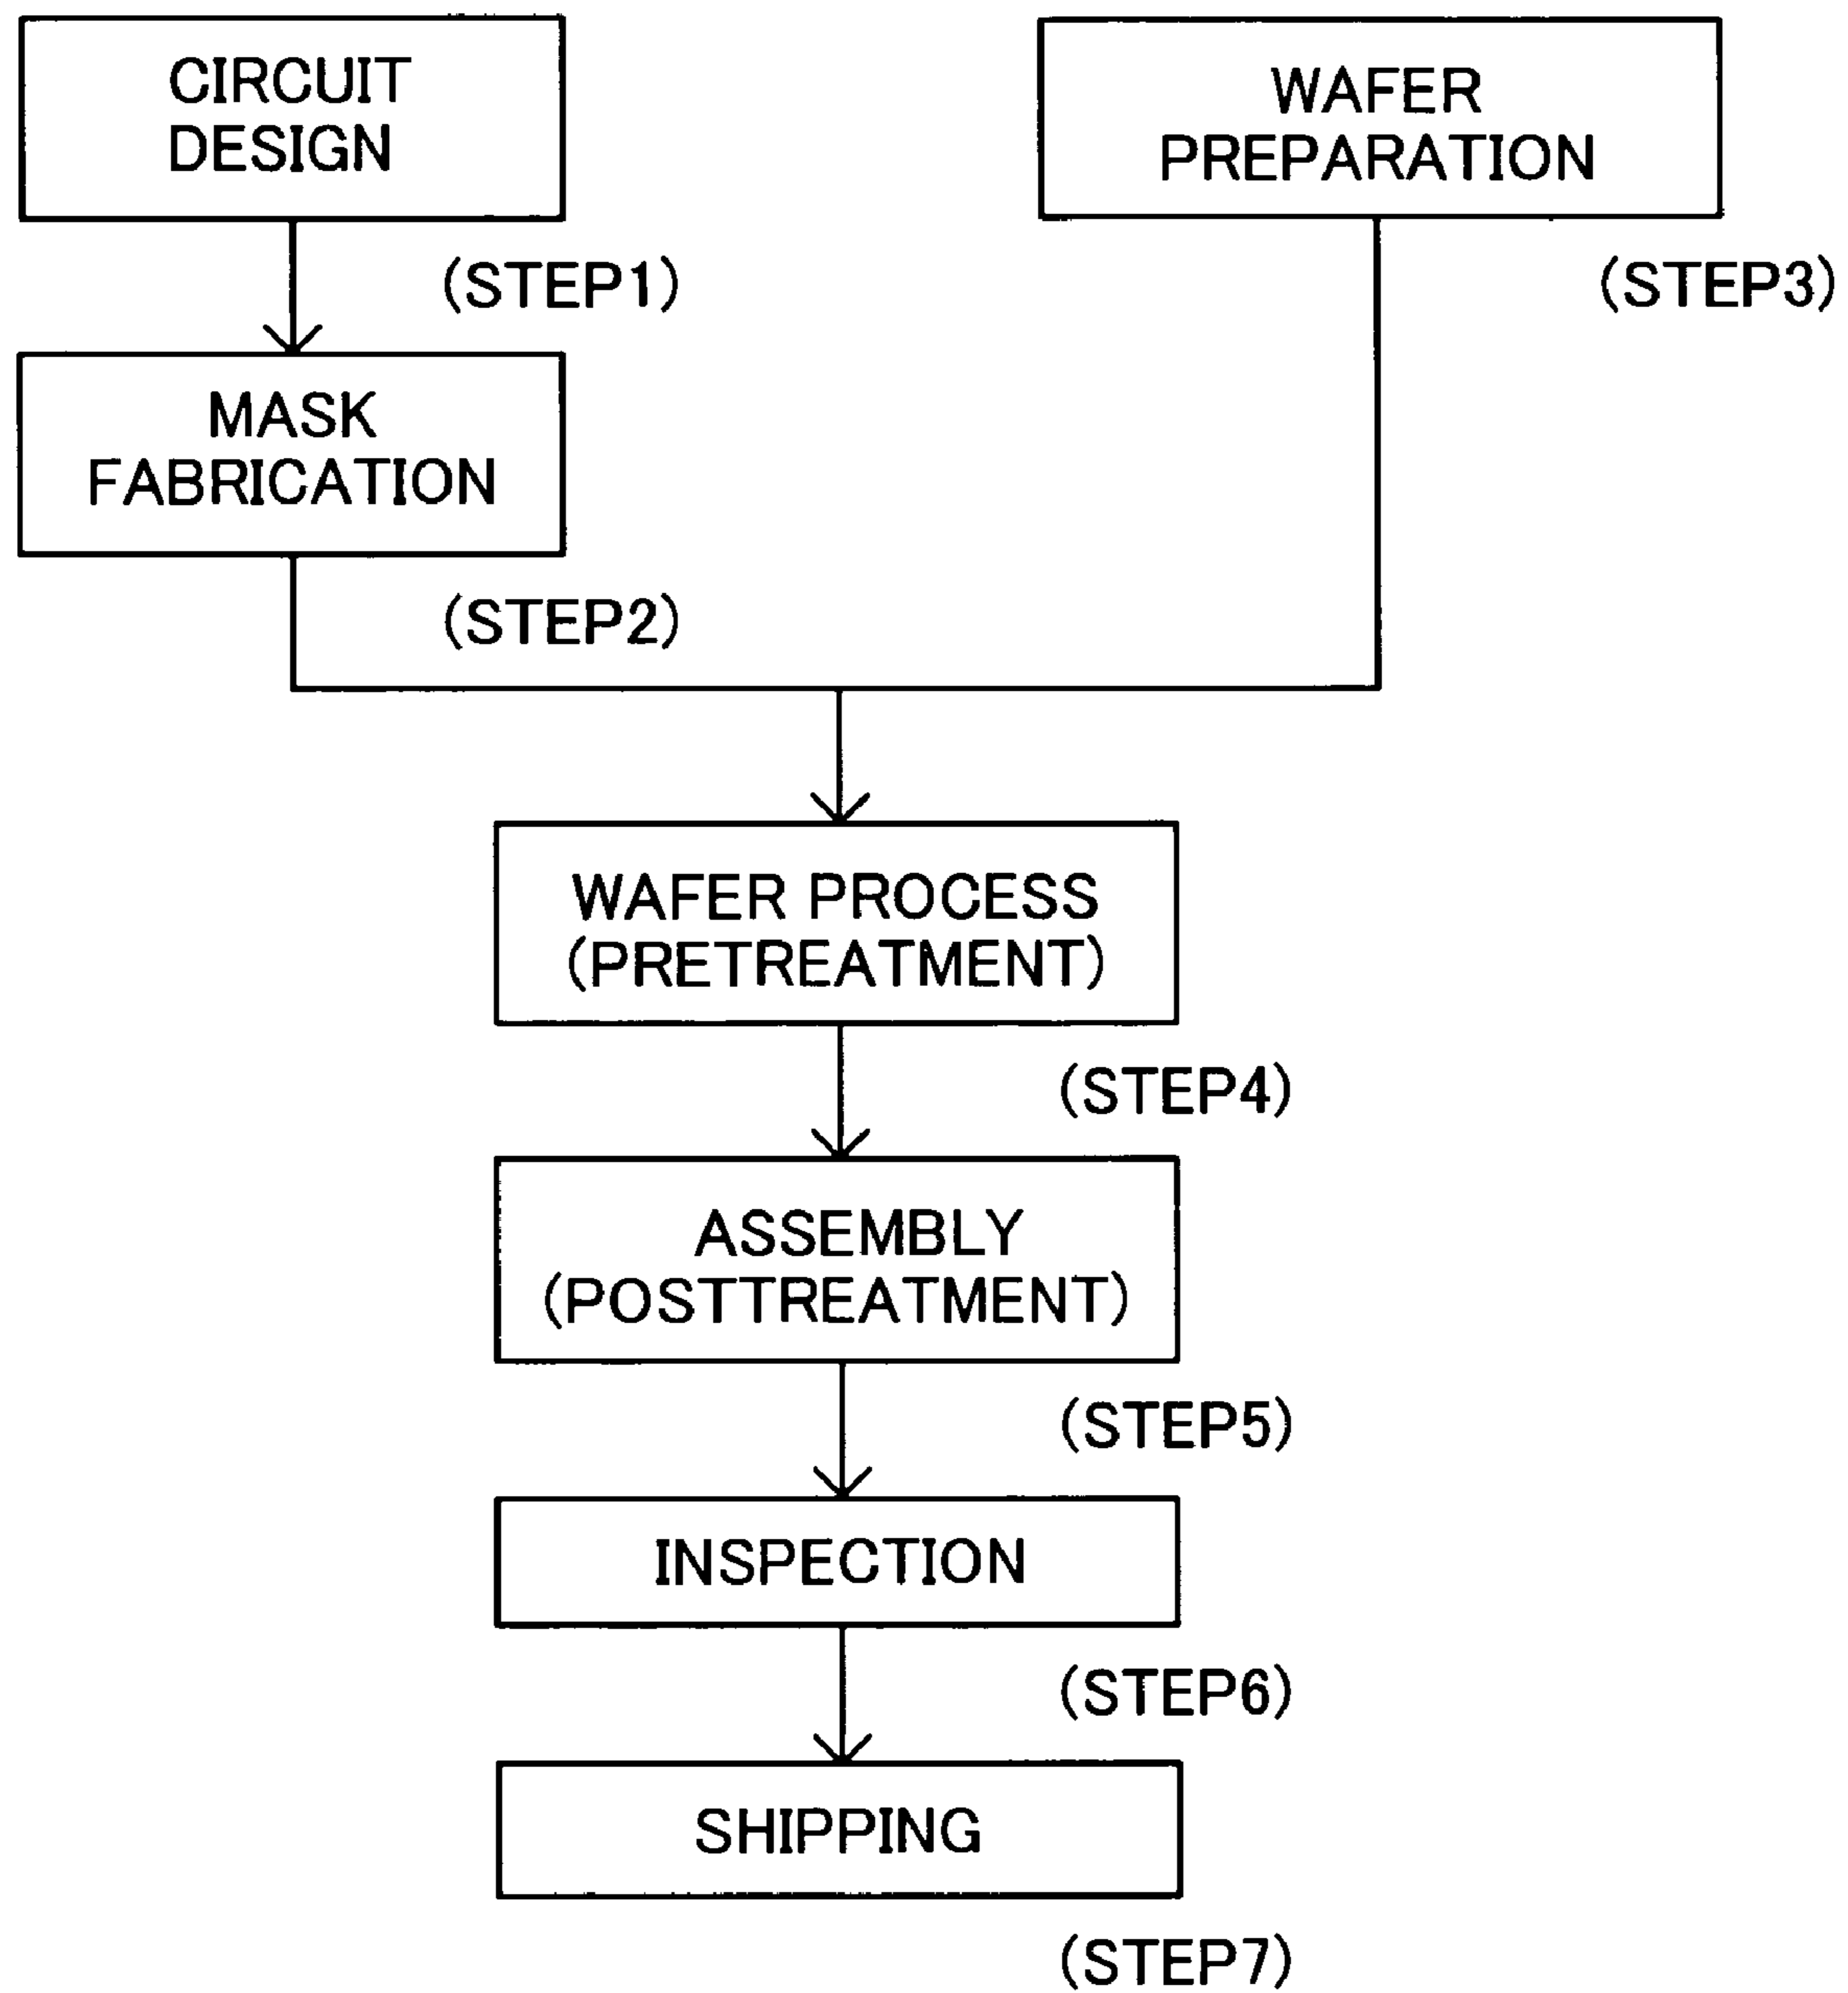 CIRCUIT
DESIGN
(STEP1)
MASK
FABRICATION
(STEP2)
WAFER
PREPARATION
(STEP3)
WAFER PROCESS
(PRETREATMENT)
(STEP4)
ASSEMBLY
(POSTTREATMENT)
(STEP5)
INSPECTION
(STEP6)
SHIPPING
(STEP7)